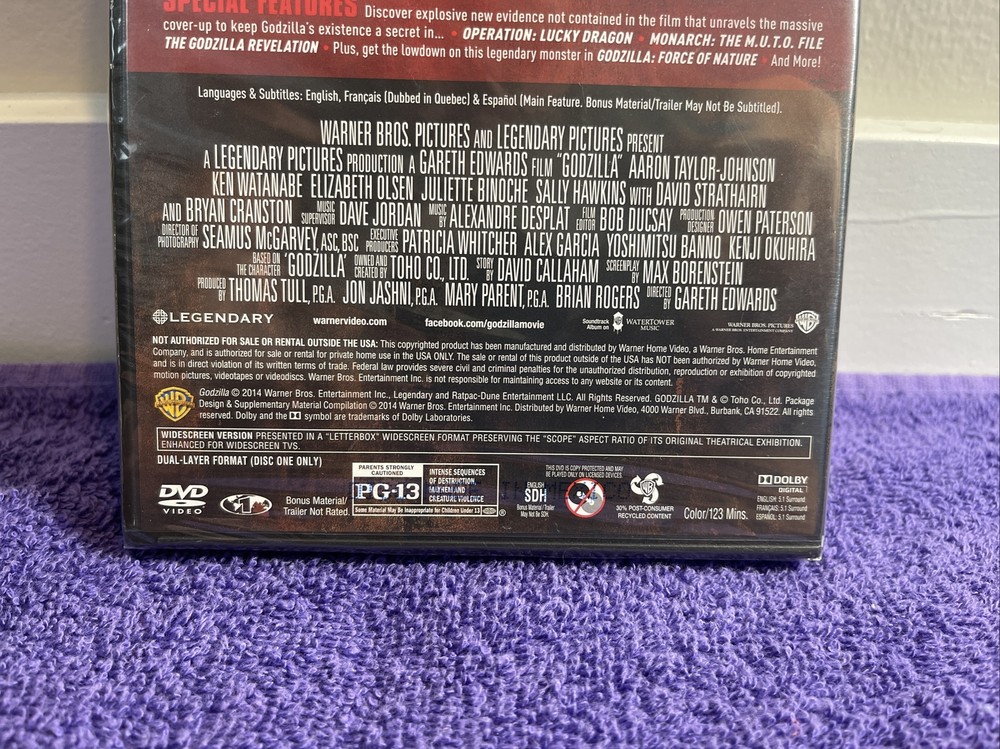 SPECIAL FEATURES Discover explosive new evidence not contained in the film that unravels the massive
cover-up to keep Godzilla's existence a secret in... • OPERATION: LUCKY DRAGON • MONARCH: THE M.U.T.O. FILE
THE GODZILLA REVELATION • Plus, get the lowdown on this legendary monster in GODZILLA: FORCE OF NATURE • And More!
Languages & Subtitles: English, Français (Dubbed in Quebec) & Español (Main Feature. Bonus Material/Trailer May Not Be Subtitled).
WARNER BROS. PICTURES AND LEGENDARY PICTURES PRESENT
A LEGENDARY PICTURES PRODUCTION A GARETH EDWARDS FILM "GODZILLA" AARON TAYLOR-JOHNSON
KEN WATANABE ELIZABETH OLSEN JULIETTE BINOCHE SALLY HAWKINS WITH DAVID STRATHAIRN
AND BRYAN CRANSTON MUSIC SUPERVISOR DAVE JORDAN MUSIC BY ALEXANDRE DESPLAT FILM EDITOR BOB DUCSAY PRODUCTION DESIGNER OWEN PATERSON
DIRECTOR OF PHOTOGRAPHY SEAMUS McGARVEY, ASC, BSC EXECUTIVE PRODUCERS PATRICIA WHITCHER ALEX GARCIA YOSHIMITSU BANNO KENJI OKUHIRA
BASED ON THE CHARACTER 'GODZILLA' OWNED AND CREATED BY TOHO CO., LTD. STORY BY DAVID CALLAHAM SCREENPLAY BY MAX BORENSTEIN
PRODUCED BY THOMAS TULL, P.G.A. JON JASHNI, P.G.A. MARY PARENT, P.G.A. BRIAN ROGERS DIRECTED BY GARETH EDWARDS
LEGENDARY warnervideo.com facebook.com/godzillamovie Soundtrack Album on WATERTOWER MUSIC WARNER BROS. PICTURES
A WARNER BROS. ENTERTAINMENT COMPANY
NOT AUTHORIZED FOR SALE OR RENTAL OUTSIDE THE USA: This copyrighted product has been manufactured and distributed by Warner Home Video, a Warner Bros. Home Entertainment
Company, and is authorized for sale or rental for private home use in the USA ONLY. The sale or rental of this product outside of the USA has NOT been authorized by Warner Home Video,
and is in direct violation of its written terms of trade. Federal law provides severe civil and criminal penalties for the unauthorized distribution, reproduction or exhibition of copyrighted
motion pictures, videotapes or videodiscs. Warner Bros. Entertainment Inc. is not responsible for maintaining access to any website or its content.
Godzilla © 2014 Warner Bros. Entertainment Inc., Legendary and Ratpac-Dune Entertainment LLC. All Rights Reserved. GODZILLA TM & © Toho Co., Ltd. Package
Design & Supplementary Material Compilation © 2014 Warner Bros. Entertainment Inc. Distributed by Warner Home Video, 4000 Warner Blvd., Burbank, CA 91522. All rights
reserved. Dolby and the symbol are trademarks of Dolby Laboratories.
WIDESCREEN VERSION PRESENTED IN A "LETTERBOX" WIDESCREEN FORMAT PRESERVING THE "SCOPE" ASPECT RATIO OF ITS ORIGINAL THEATRICAL EXHIBITION.
ENHANCED FOR WIDESCREEN TVS.
DUAL-LAYER FORMAT (DISC ONE ONLY)
DVD VIDEO
1
Bonus Material/
Trailer Not Rated.
PARENTS STRONGLY CAUTIONED
PG-13
INTENSE SEQUENCES
OF DESTRUCTION,
MAYHEM AND
CREATURE VIOLENCE
Some Material May Be Inappropriate for Children Under 13
ENGLISH
SDH
Bonus Material/Trailer
May Not Be SDH.
THIS DVD IS COPY PROTECTED AND MAY
BE PLAYED ONLY ON LICENSED DEVICES
30% POST-CONSUMER
RECYCLED CONTENT
Color/123 Mins.
DOLBY
DIGITAL
ENGLISH: 5.1 Surround
FRANÇAIS: 5.1 Surround
ESPAÑOL: 5.1 Surround